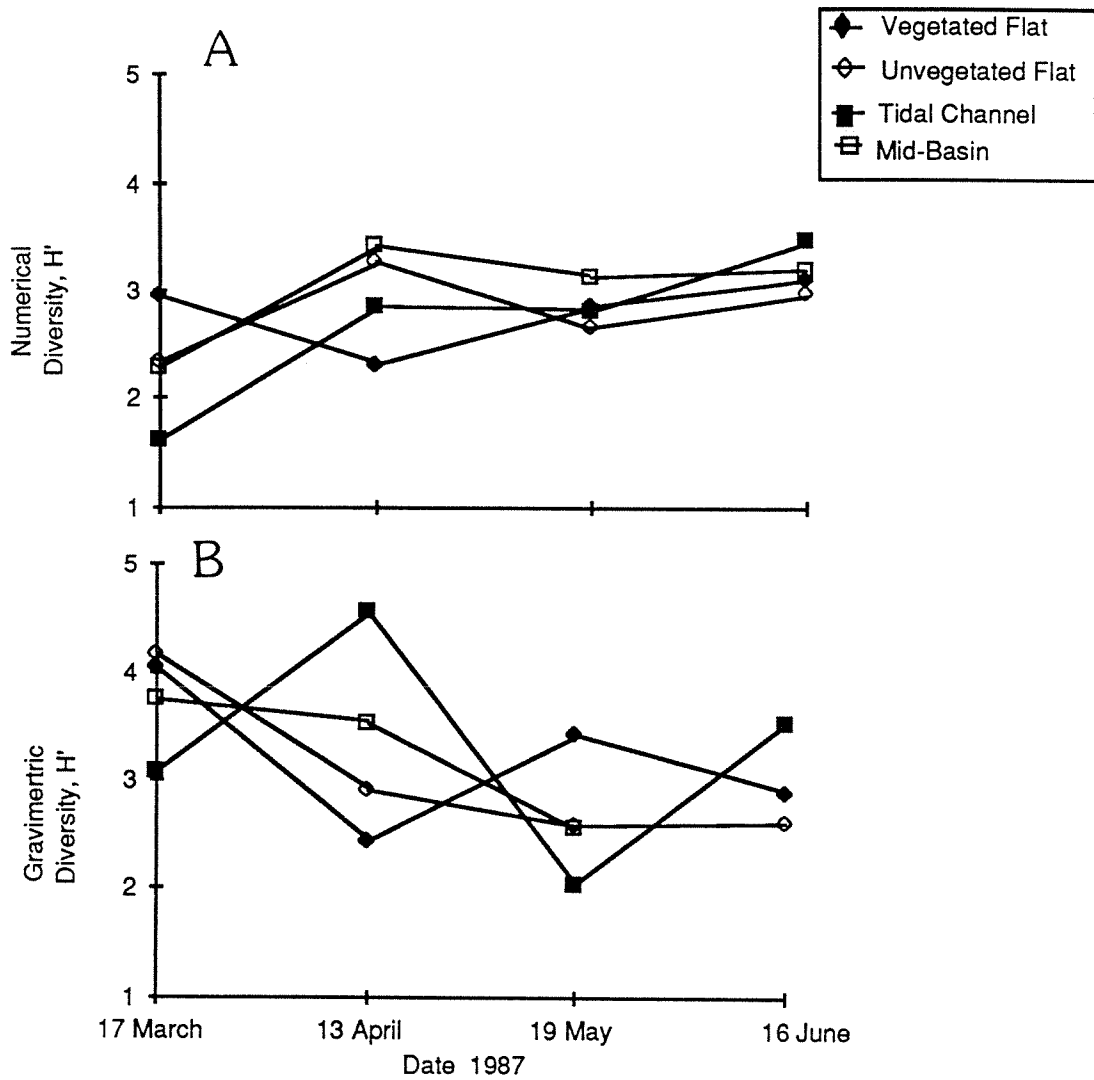 Vegetated Flat
Unvegetated Flat
Tidal Channel
Mid-Basin
A
5
4
3
2
1
Numerical
Diversity, H'
B
5
4
3
2
1
Gravimertric
Diversity, H'
17 March
13 April
19 May
16 June
Date 1987